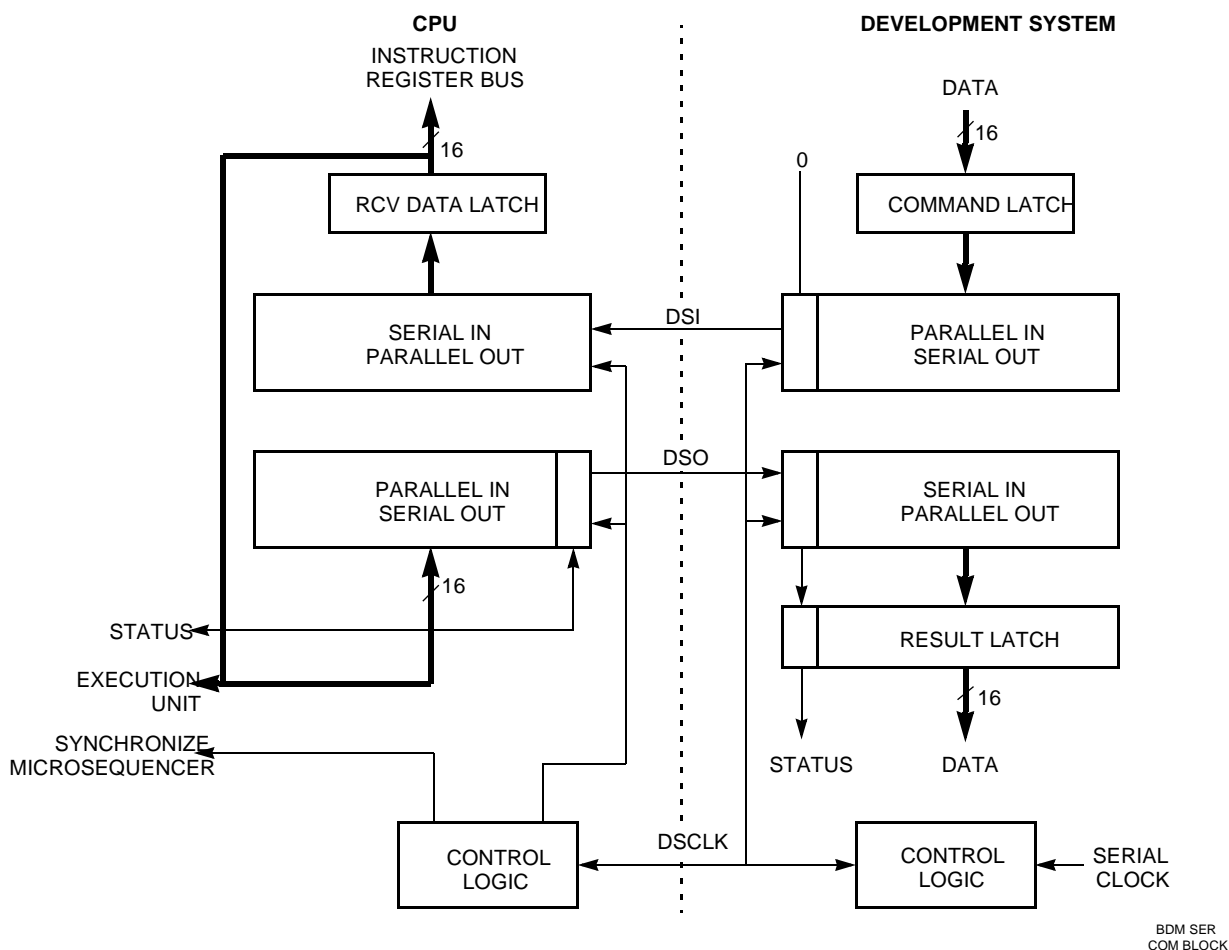 CPU
DEVELOPMENT SYSTEM
INSTRUCTION
REGISTER BUS
DATA
16
16
0
RCV DATA LATCH
COMMAND LATCH
DSI
SERIAL IN
PARALLEL OUT
PARALLEL IN
SERIAL OUT
DSO
PARALLEL IN
SERIAL OUT
SERIAL IN
PARALLEL OUT
16
STATUS
RESULT LATCH
EXECUTION
UNIT
16
SYNCHRONIZE
MICROSEQUENCER
STATUS
DATA
DSCLK
CONTROL
LOGIC
CONTROL
LOGIC
SERIAL
CLOCK
BDM SER
COM BLOCK